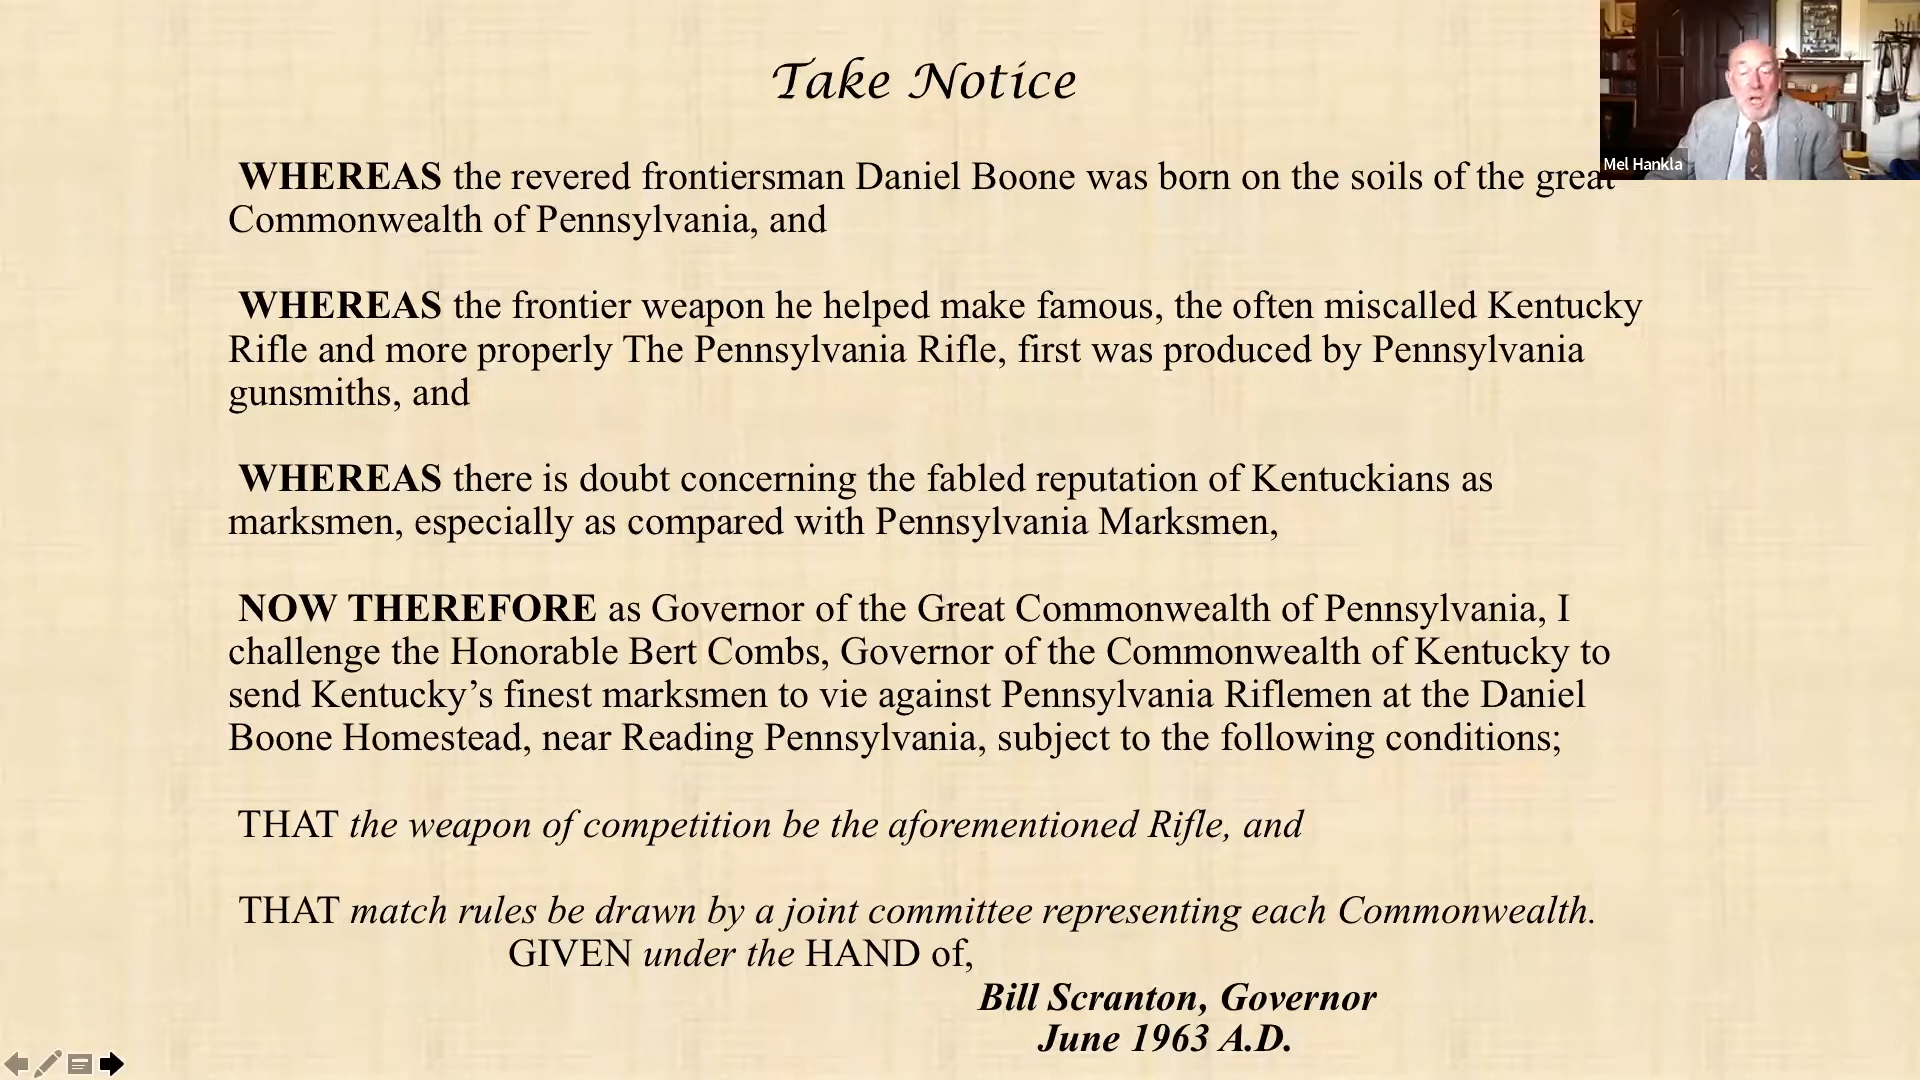 Take Notice
Mel Hankla
WHEREAS the revered frontiersman Daniel Boone was born on the soils of the great
Commonwealth of Pennsylvania, and
WHEREAS the frontier weapon he helped make famous, the often miscalled Kentucky
Rifle and more properly The Pennsylvania Rifle, first was produced by Pennsylvania
gunsmiths, and
WHEREAS there is doubt concerning the fabled reputation of Kentuckians as
marksmen, especially as compared with Pennsylvania Marksmen,
NOW THEREFORE as Governor of the Great Commonwealth of Pennsylvania, I
challenge the Honorable Bert Combs, Governor of the Commonwealth of Kentucky to
send Kentucky’s finest marksmen to vie against Pennsylvania Riflemen at the Daniel
Boone Homestead, near Reading Pennsylvania, subject to the following conditions;
THAT the weapon of competition be the aforementioned Rifle, and
THAT match rules be drawn by a joint committee representing each Commonwealth.
GIVEN under the HAND of,
Bill Scranton, Governor
June 1963 A.D.